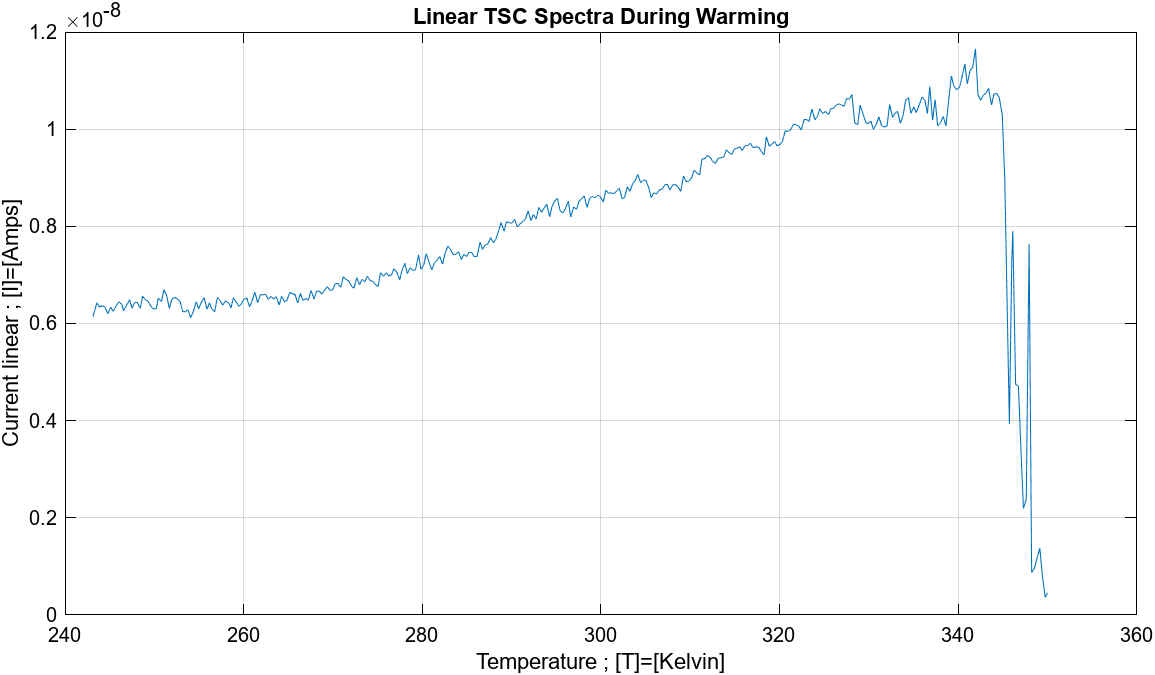 Linear TSC Spectra During Warming
×10-8
1.2
1
0.8
0.6
0.4
0.2
0
240 260 280 300 320 340 360
Temperature ; [T]=[Kelvin]
Current linear ; [I]=[Amps]